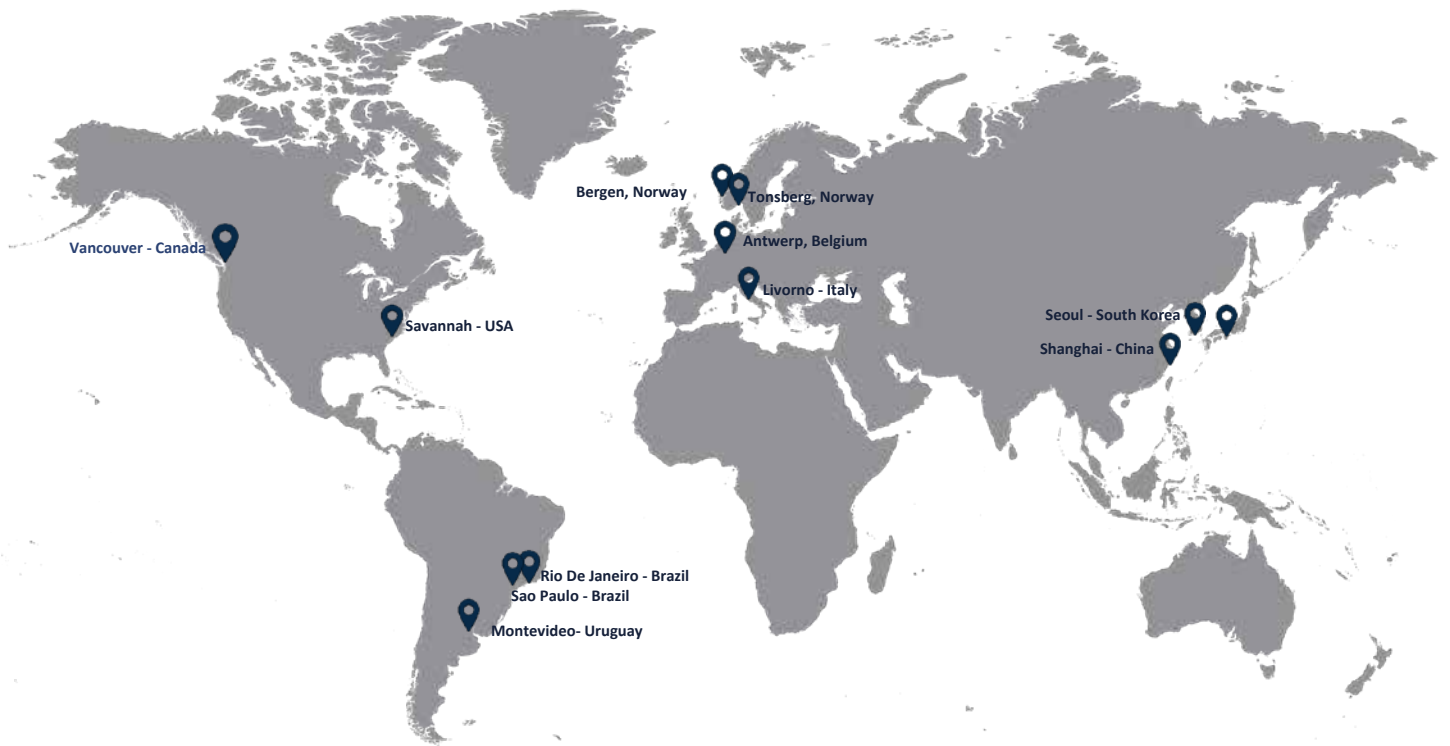 Bergen, Norway
Tonsberg, Norway
Vancouver - Canada
Antwerp, Belgium
Livorno - Italy
Seoul - South Korea
Savannah - USA
Shanghai - China
Rio De Janeiro - Brazil
Sao Paulo - Brazil
Montevideo- Uruguay